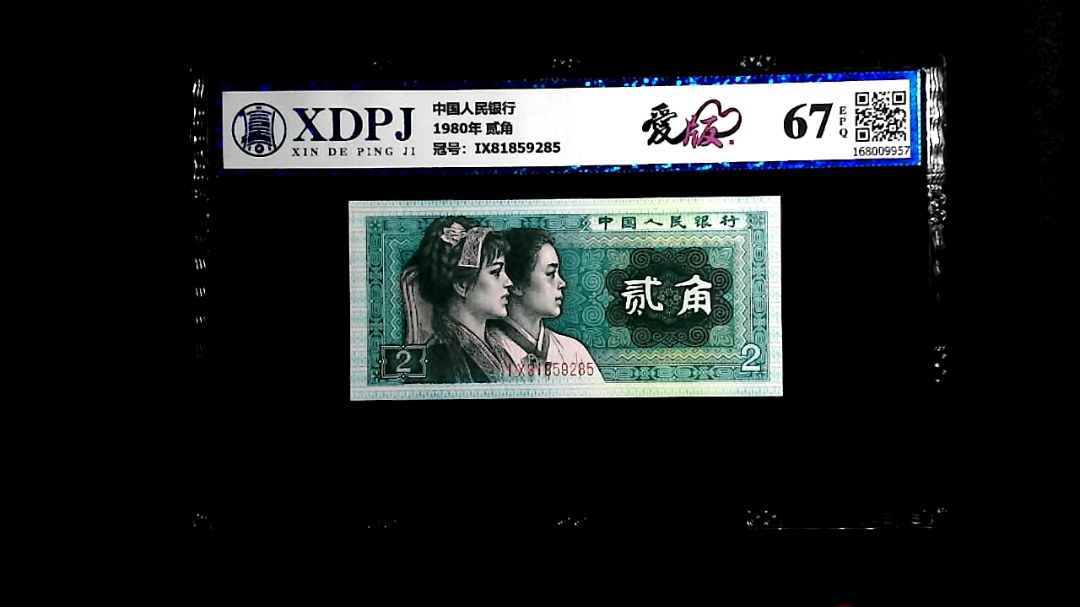 XDPJ
XIN DE PING JI
中国人民银行
1980年 贰角
冠号：IX81859285
爱版
67
EPQ
168009957
中国人民银行
贰角
2
2
IX81859285